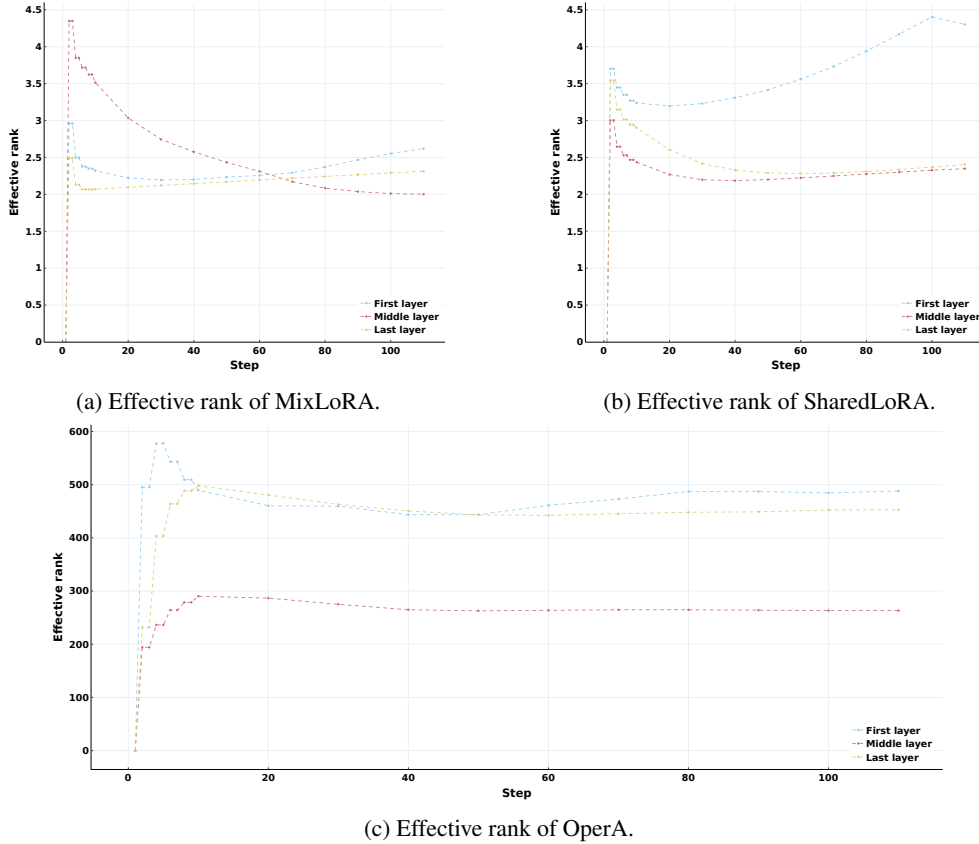 4.5
4
3.5
3
2.5
2
1.5
1
0.5
0
Effective rank
0 20 40 60 80 100
Step
First layer
Middle layer
Last layer
(a) Effective rank of MixLoRA.
4.5
4
3.5
3
2.5
2
1.5
1
0.5
0
Effective rank
0 20 40 60 80 100
Step
First layer
Middle layer
Last layer
(b) Effective rank of SharedLoRA.
600
500
400
300
200
100
0
Effective rank
0 20 40 60 80 100
Step
First layer
Middle layer
Last layer
(c) Effective rank of OperA.